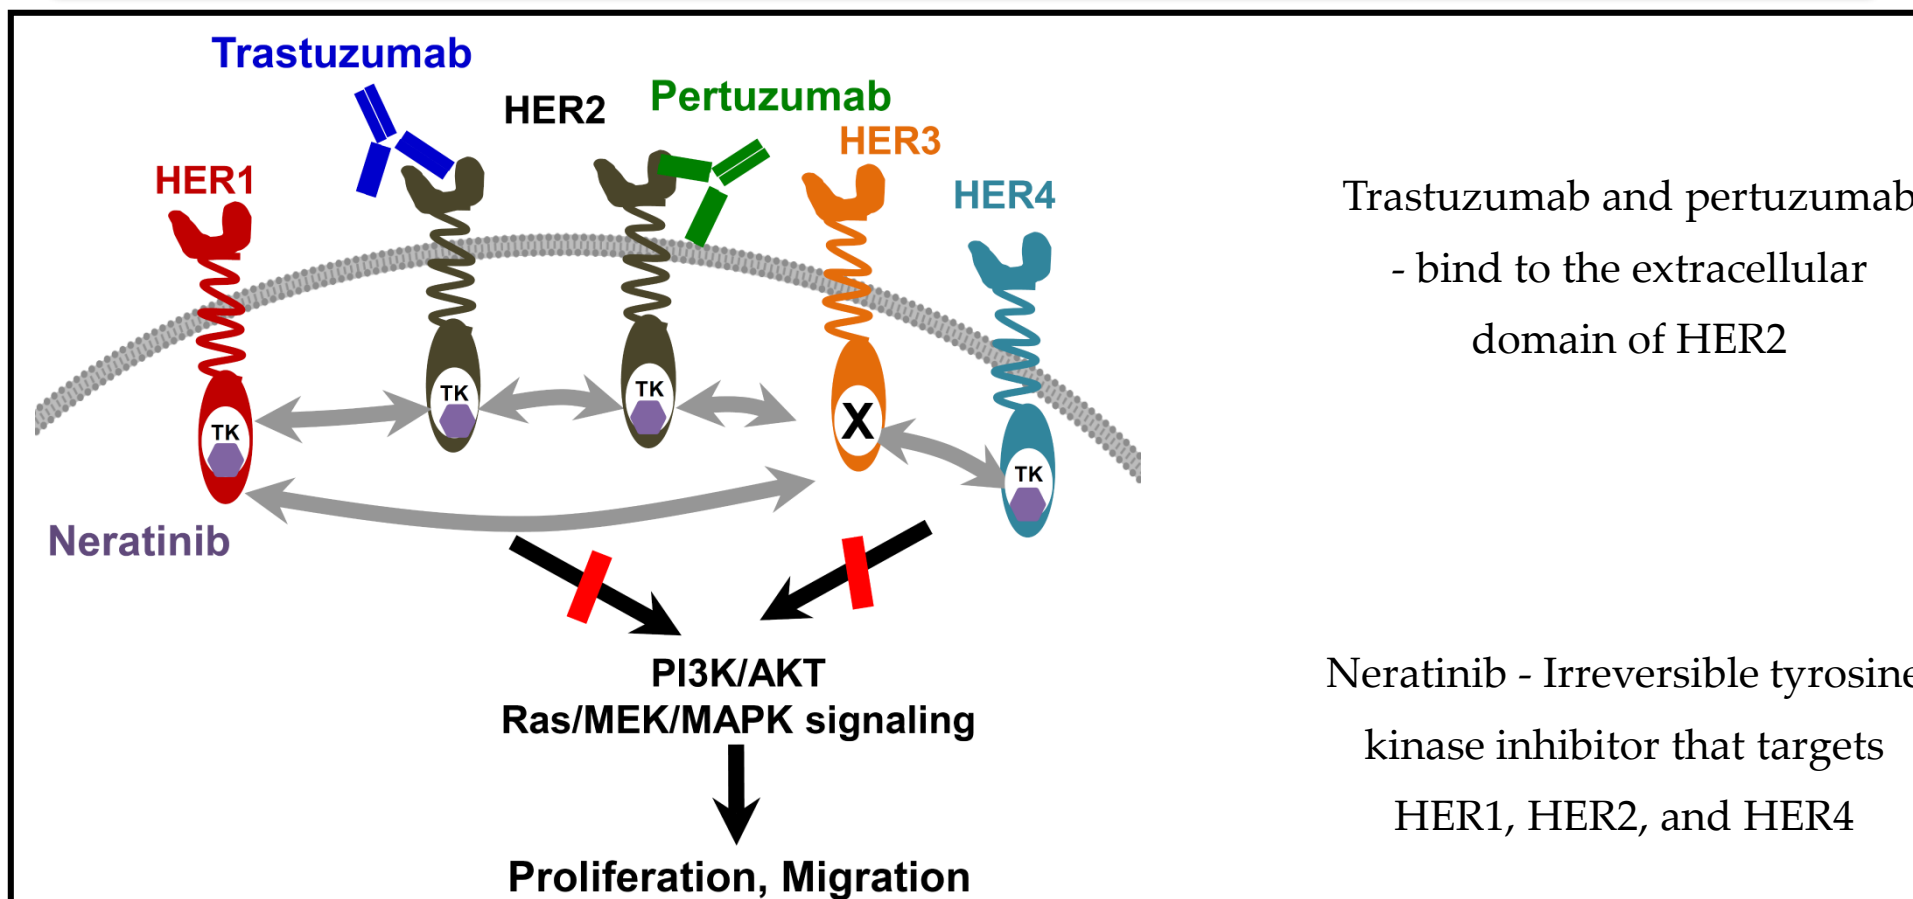 Trastuzumab
HER2
Pertuzumab
HER1
HER3
HER4
TK
TK
TK
X
TK
Neratinib
PI3K/AKT
Ras/MEK/MAPK signaling
Proliferation, Migration
Trastuzumab and pertuzumab
- bind to the extracellular
domain of HER2
Neratinib - Irreversible tyrosine
kinase inhibitor that targets
HER1, HER2, and HER4